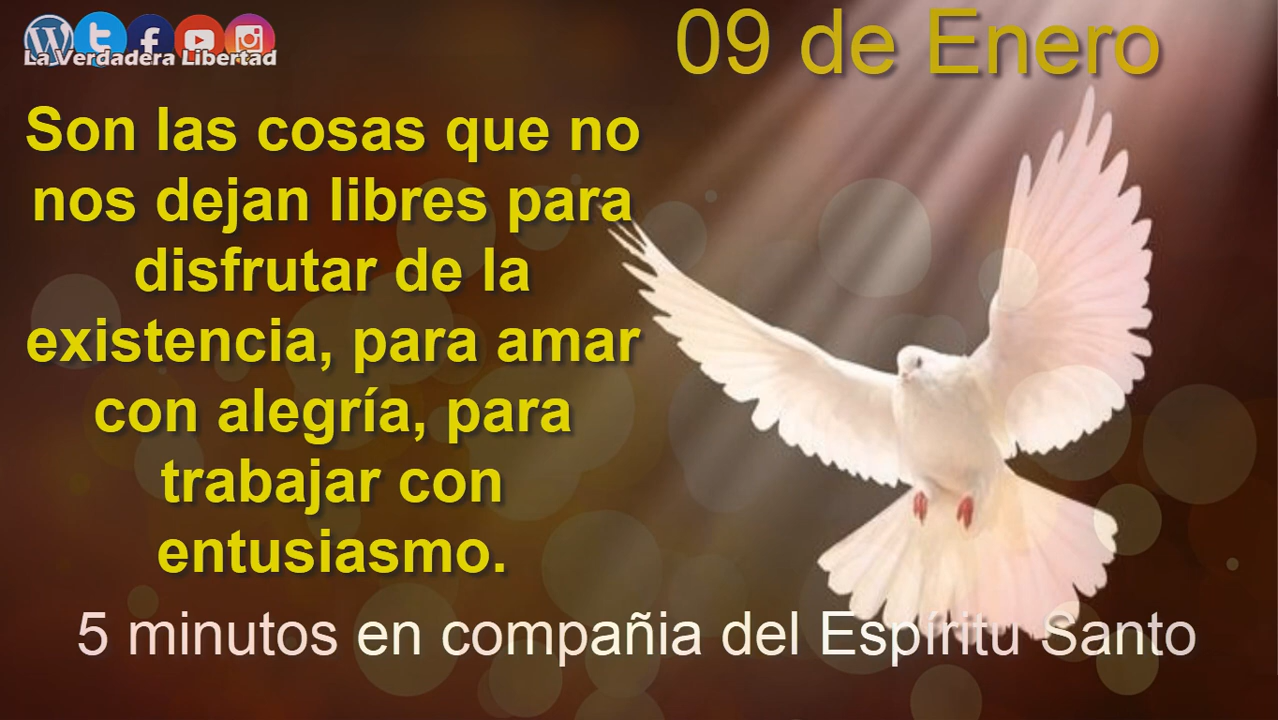 La Verdadera Libertad
09 de Enero
Son las cosas que no
nos dejan libres para
disfrutar de la
existencia, para amar
con alegría, para
trabajar con
entusiasmo.
5 minutos en compañia del Espíritu Santo